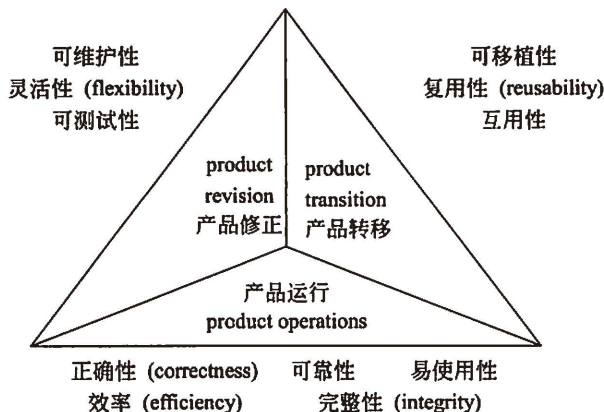 可维护性
灵活性 (flexibility)
可测试性
可移植性
复用性 (reusability)
互用性
product
revision
产品修正
product
transition
产品转移
产品运行
product operations
正确性 (correctness) 可靠性 易使用性
效率 (efficiency) 完整性 (integrity)